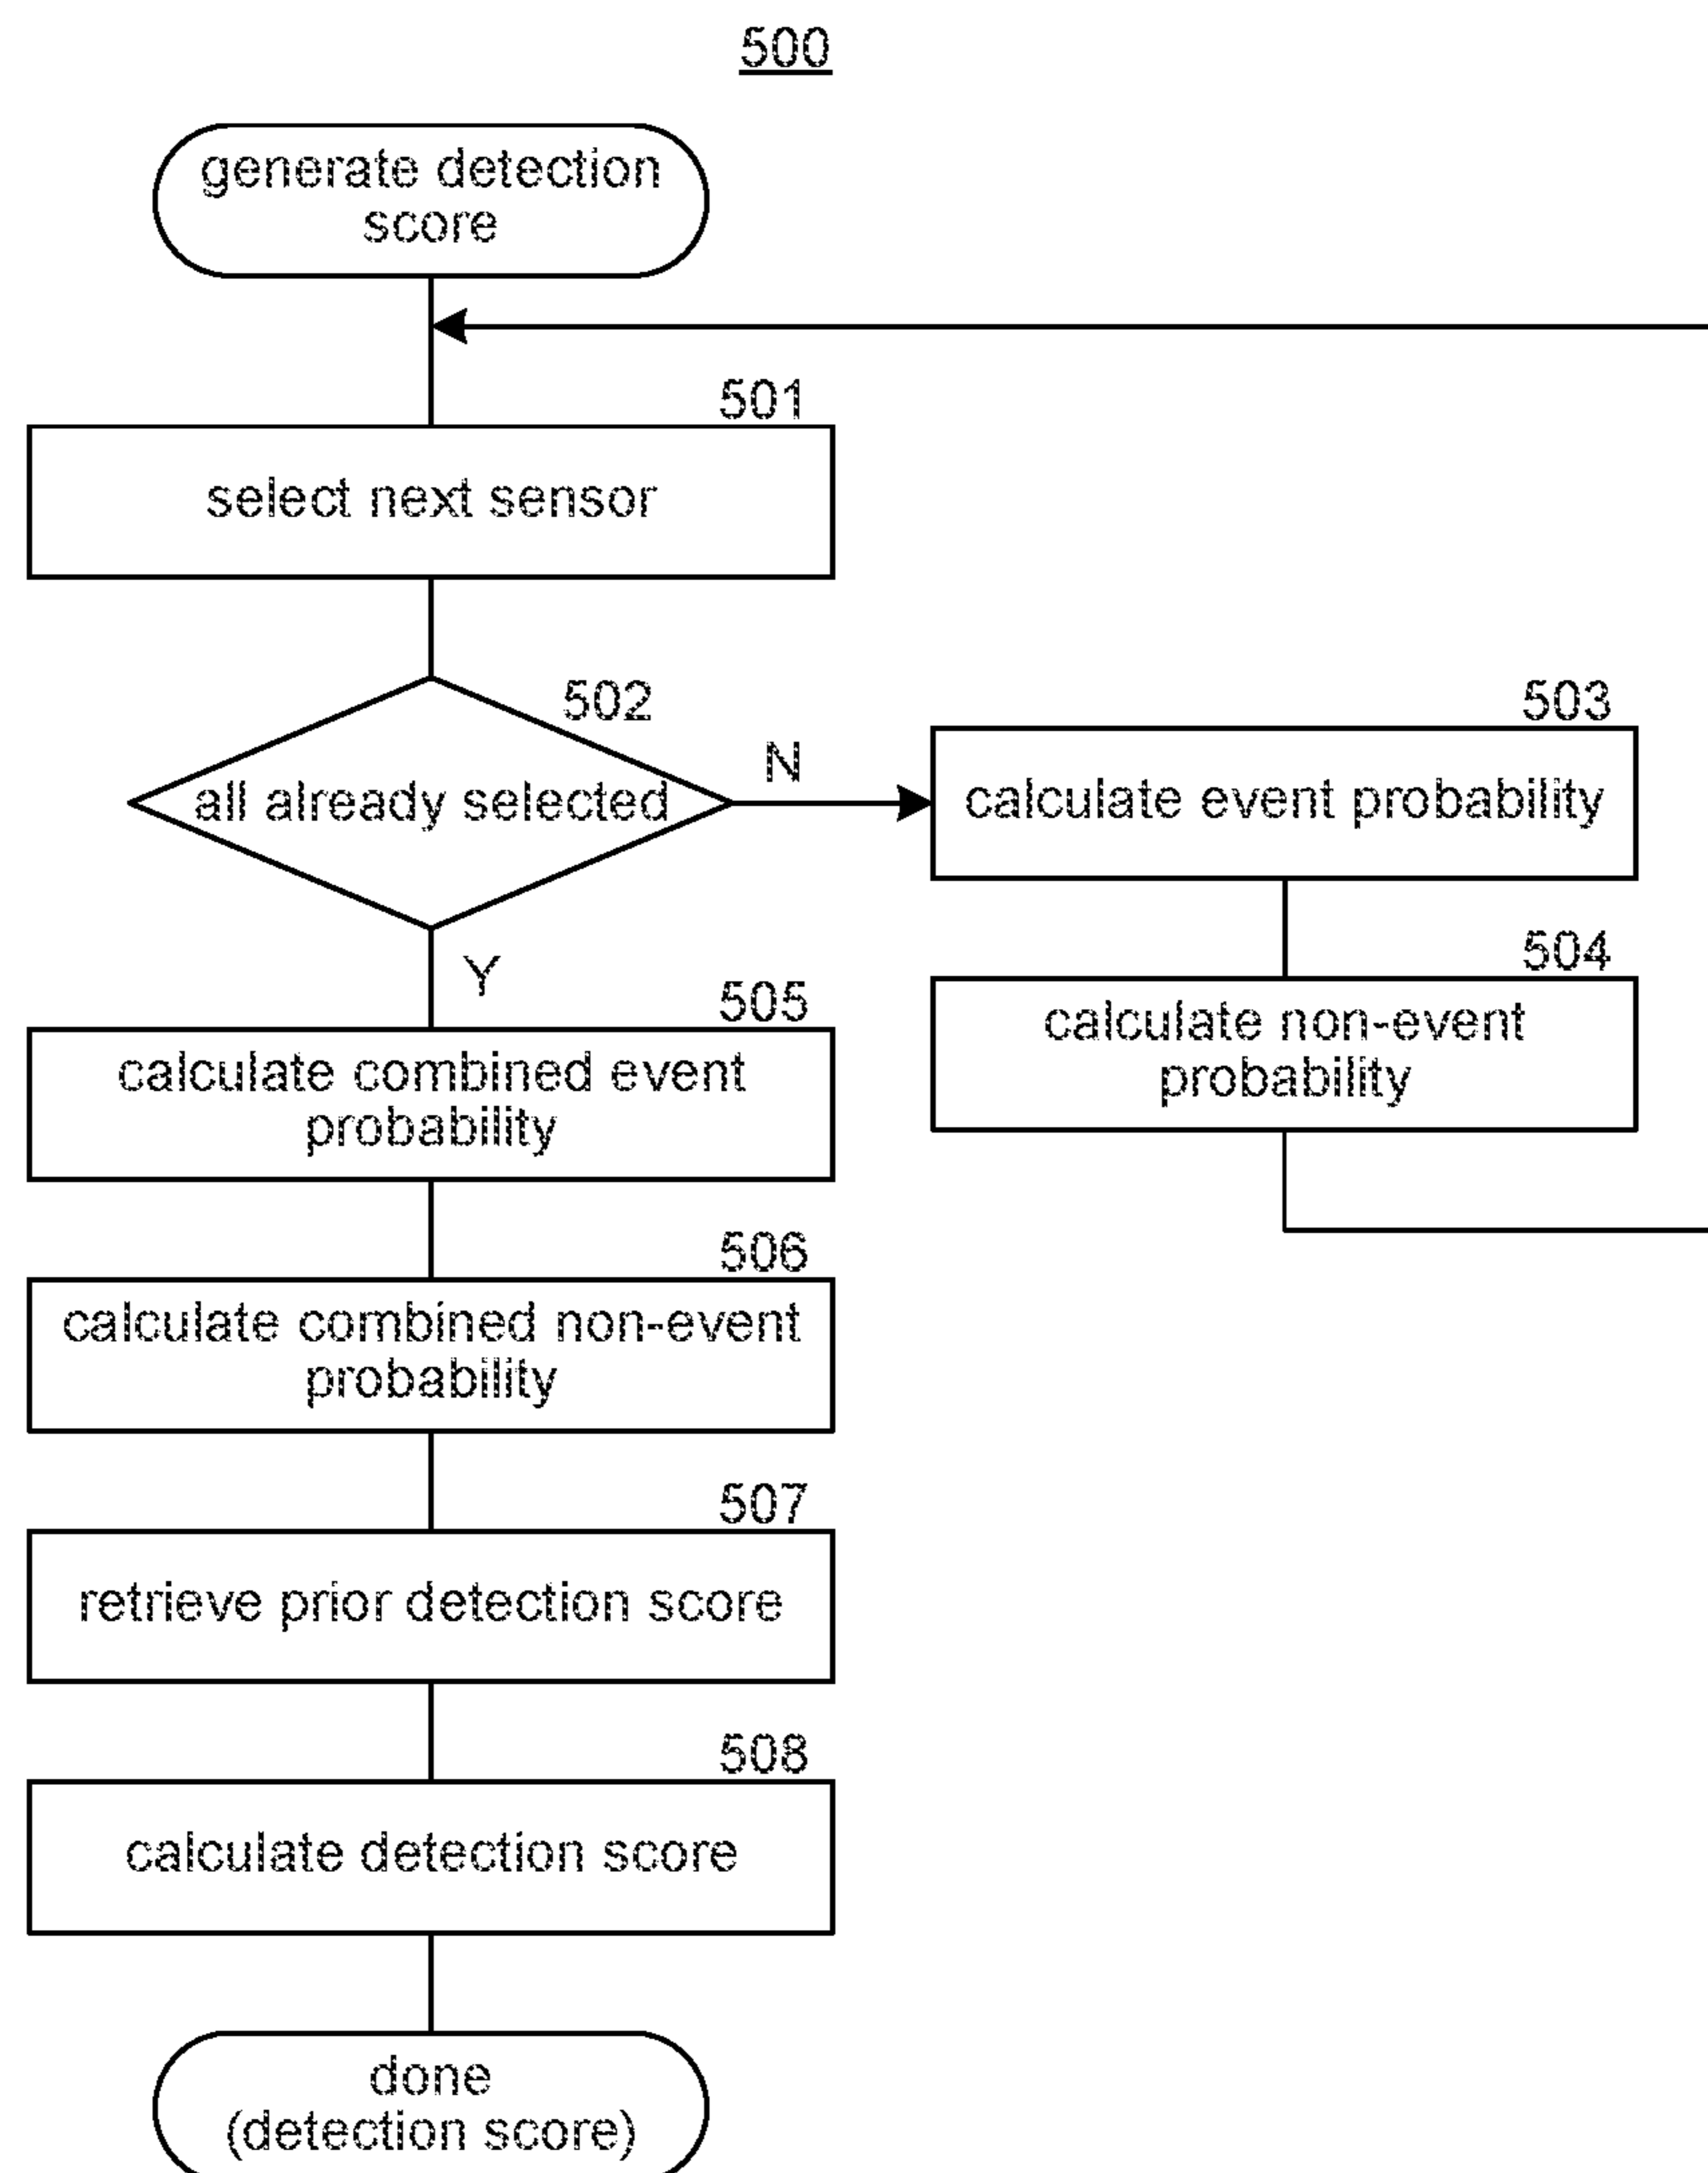 500
generate detection
score
501
select next sensor
502
all already selected
N
503
calculate event probability
504
calculate non-event
probability
Y
505
calculate combined event
probability
506
calculate combined non-event
probability
507
retrieve prior detection score
508
calculate detection score
done
(detection score)